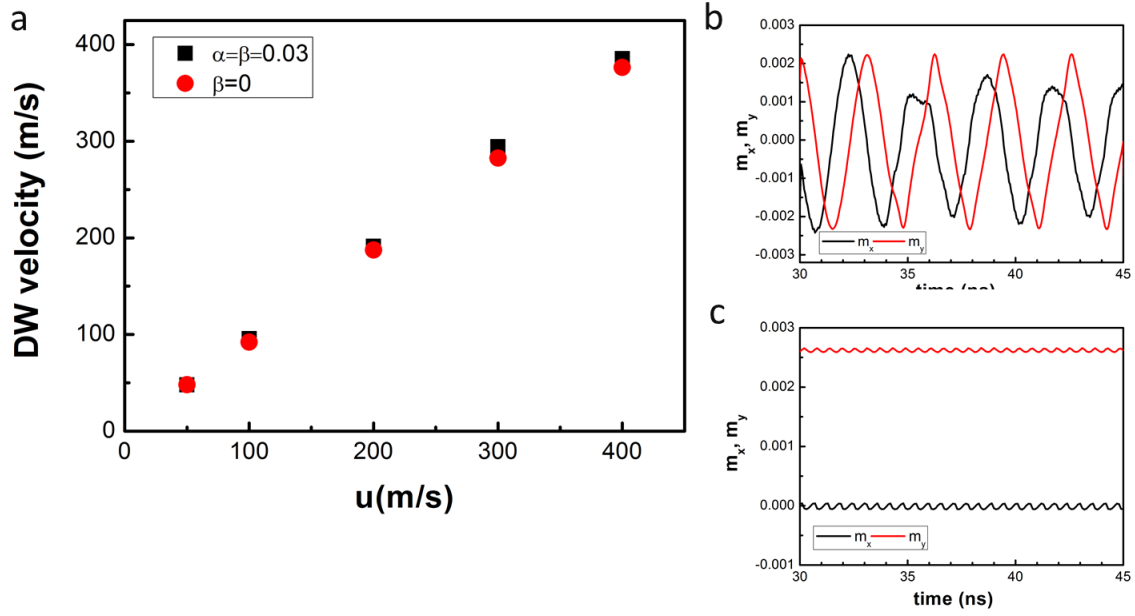 a
DW velocity (m/s)
400
300
200
100
0
α=β=0.03
β=0
0
100
200
300
400
u(m/s)
b
m_x, m_y
0.003
0.002
0.001
0.000
-0.001
-0.002
-0.003
m_x
m_y
30
35
40
45
time (ns)
c
m_x, m_y
0.003
0.002
0.001
0.000
-0.001
m_x
m_y
30
35
40
45
time (ns)